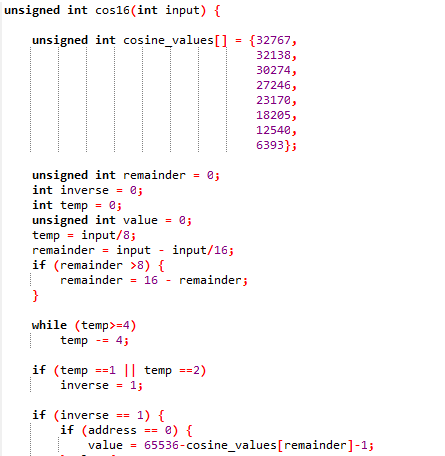 unsigned int cos16(int input) {
unsigned int cosine_values[] = {32767,
32138,
30274,
27246,
23170,
18205,
12540,
6393};
unsigned int remainder = 0;
int inverse = 0;
int temp = 0;
unsigned int value = 0;
temp = input/8;
remainder = input - input/16;
if (remainder >8) {
remainder = 16 - remainder;
}
while (temp>=4)
temp -= 4;
if (temp ==1 || temp ==2)
inverse = 1;
if (inverse == 1) {
if (address == 0) {
value = 65536-cosine_values[remainder]-1;